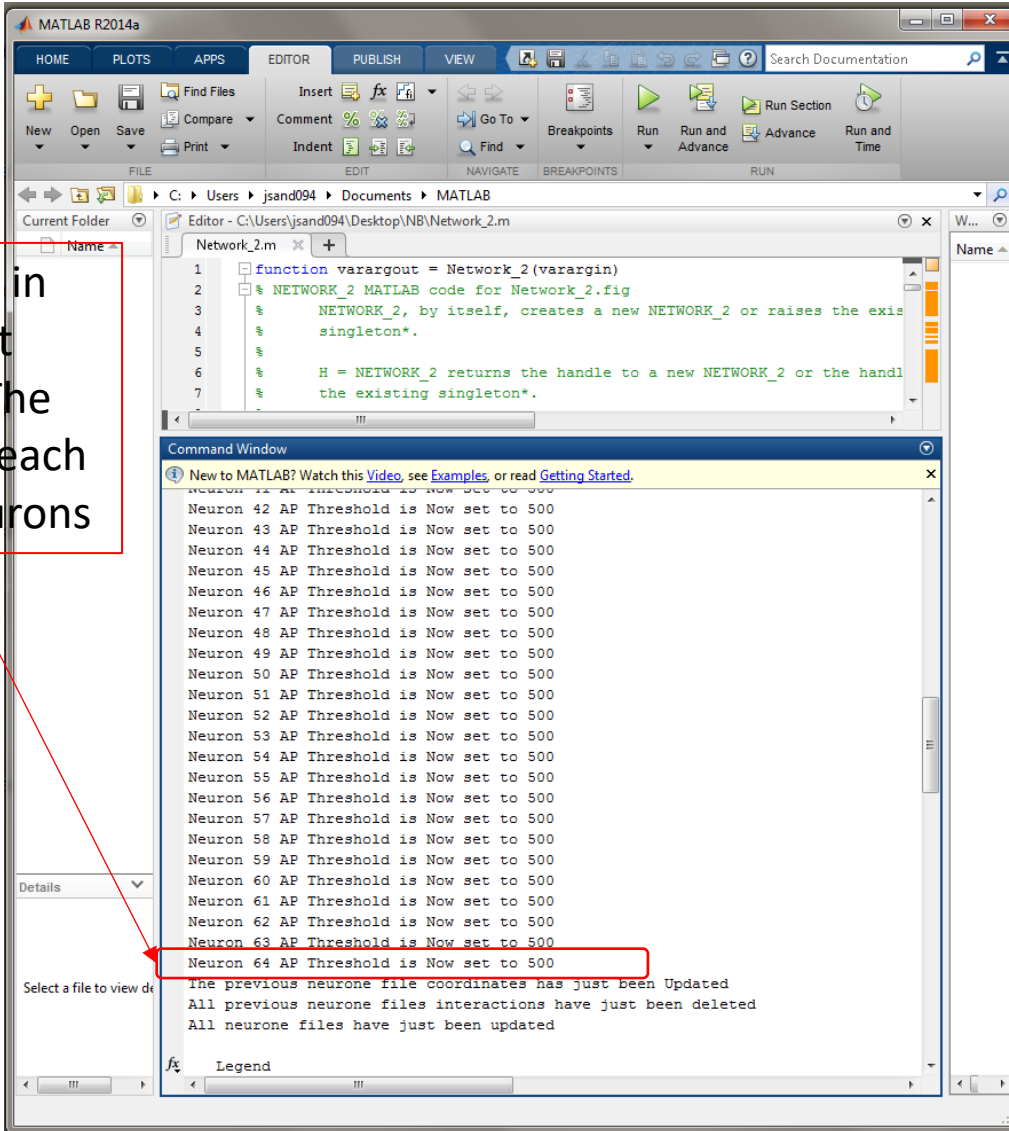 MATLAB R2014a
HOME PLOTS APPS EDITOR PUBLISH VIEW Search Documentation
New Open Save
Find Files
Compare
Print
FILE
Insert fx
Comment
Indent
EDIT
Go To
Find
NAVIGATE
Breakpoints
BREAKPOINTS
Run
Run and Advance
Run Section
Advance
Run and Time
RUN
C: Users jsand094 Documents MATLAB
Current Folder
Name
in
he
each
urons
Details
Select a file to view de
Editor - C:\Users\jsand094\Desktop\NB\Network_2.m
Network_2.m
1 function varargout = Network_2(varargin)
2 % NETWORK_2 MATLAB code for Network_2.fig
3 % NETWORK_2, by itself, creates a new NETWORK_2 or raises the exis
4 % singleton*.
5 %
6 % H = NETWORK_2 returns the handle to a new NETWORK_2 or the handl
7 % the existing singleton*.
W...
Name
Command Window
New to MATLAB? Watch this Video, see Examples, or read Getting Started.
Neuron 41 AP Threshold is Now set to 500
Neuron 42 AP Threshold is Now set to 500
Neuron 43 AP Threshold is Now set to 500
Neuron 44 AP Threshold is Now set to 500
Neuron 45 AP Threshold is Now set to 500
Neuron 46 AP Threshold is Now set to 500
Neuron 47 AP Threshold is Now set to 500
Neuron 48 AP Threshold is Now set to 500
Neuron 49 AP Threshold is Now set to 500
Neuron 50 AP Threshold is Now set to 500
Neuron 51 AP Threshold is Now set to 500
Neuron 52 AP Threshold is Now set to 500
Neuron 53 AP Threshold is Now set to 500
Neuron 54 AP Threshold is Now set to 500
Neuron 55 AP Threshold is Now set to 500
Neuron 56 AP Threshold is Now set to 500
Neuron 57 AP Threshold is Now set to 500
Neuron 58 AP Threshold is Now set to 500
Neuron 59 AP Threshold is Now set to 500
Neuron 60 AP Threshold is Now set to 500
Neuron 61 AP Threshold is Now set to 500
Neuron 62 AP Threshold is Now set to 500
Neuron 63 AP Threshold is Now set to 500
Neuron 64 AP Threshold is Now set to 500
The previous neurone file coordinates has just been Updated
All previous neurone files interactions have just been deleted
All neurone files have just been updated
fx Legend